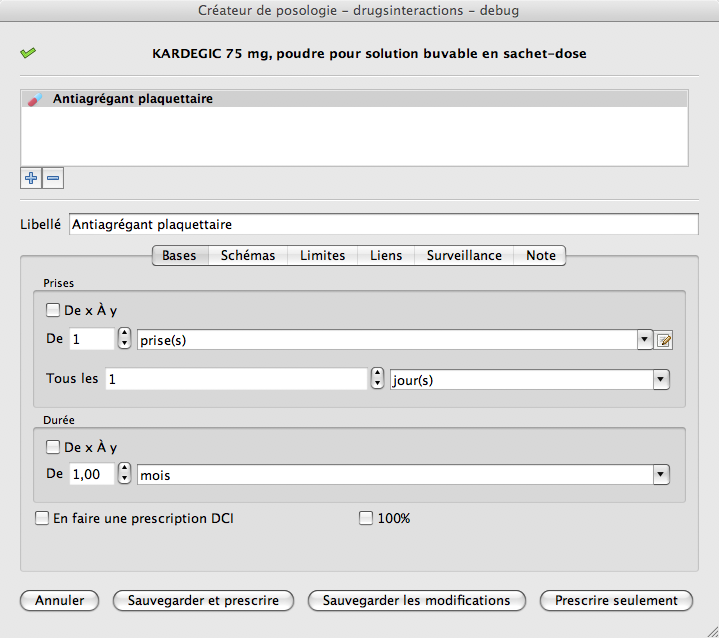 Créateur de posologie - drugsinteractions - debug
KARDEGIC 75 mg, poudre pour solution buvable en sachet-dose
Antiagrégant plaquettaire
Libellé Antiagrégant plaquettaire
Bases Schémas Limites Liens Surveillance Note
Prises
De x À y
De 1 prise(s)
Tous les 1 jour(s)
Durée
De x À y
De 1,00 mois
En faire une prescription DCI 100%
Annuler Sauvegarder et prescrire Sauvegarder les modifications Prescrire seulement